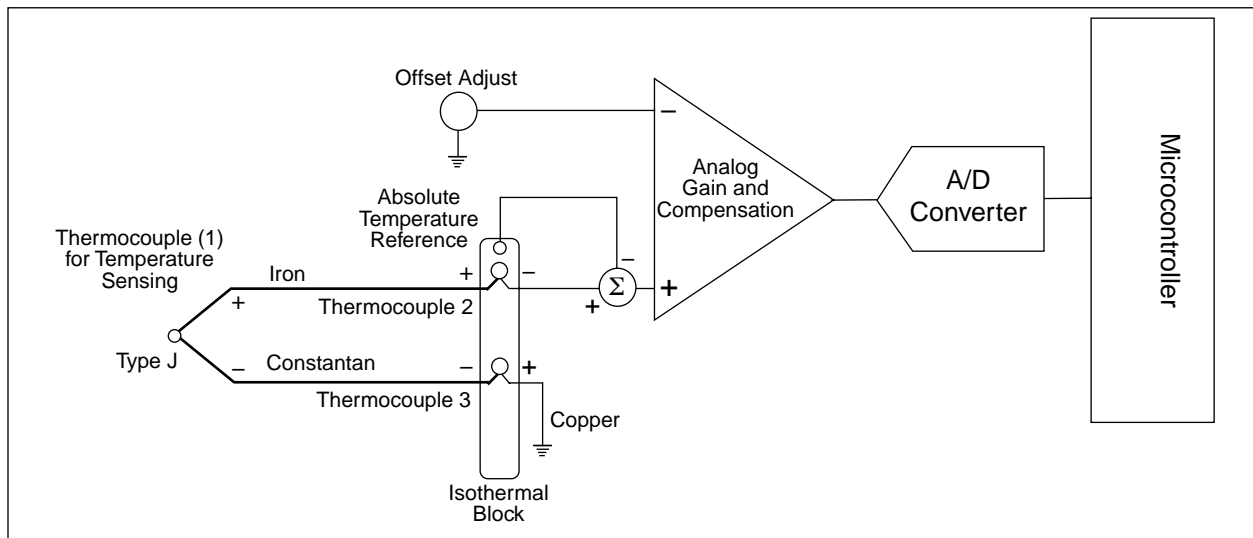 Offset Adjust
−
Analog
Gain and
Compensation
+
A/D
Converter
Microcontroller
Absolute
Temperature
Reference
−
+
Σ
Thermocouple (1)
for Temperature
Sensing
Iron
+
+
−
Thermocouple 2
Type J
−
Constantan
−
+
Thermocouple 3
Copper
Isothermal
Block